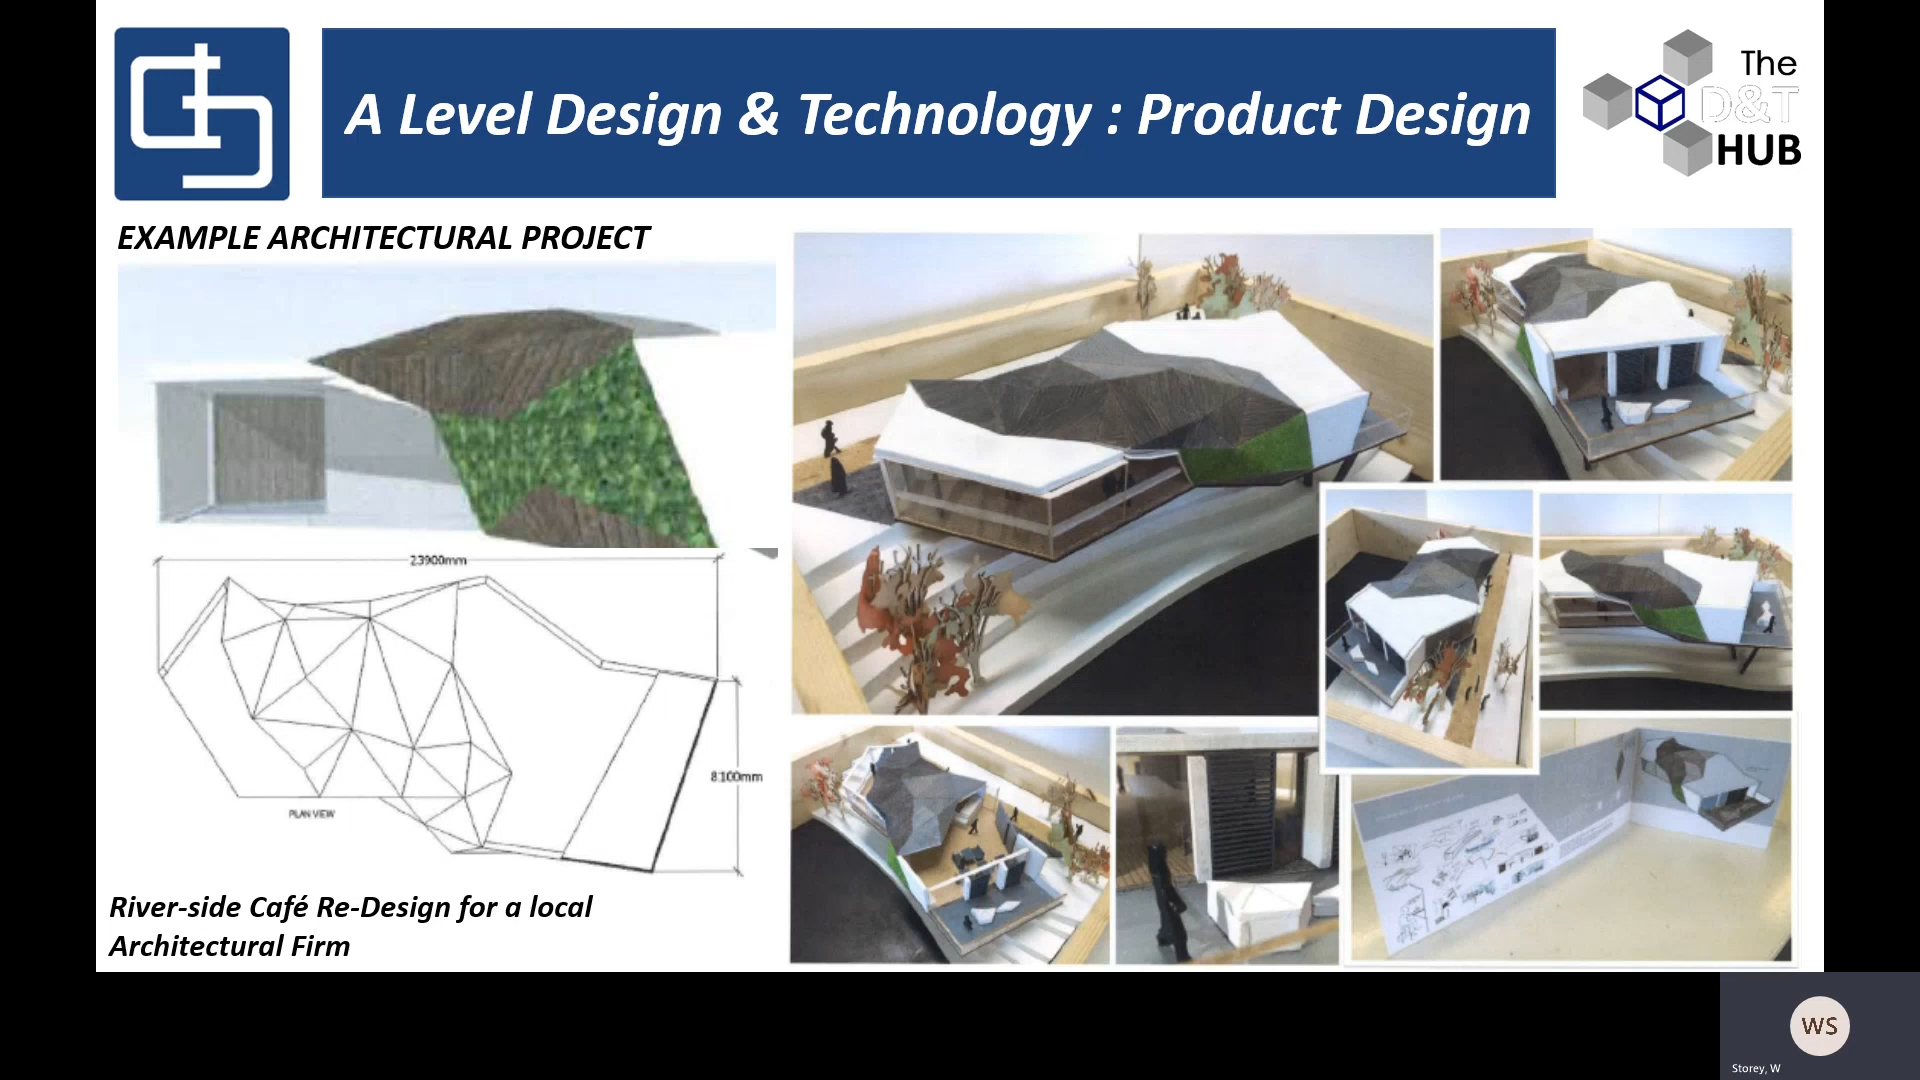 A Level Design & Technology : Product Design
The
D&T
HUB
EXAMPLE ARCHITECTURAL PROJECT
23900mm
8100mm
PLAN VIEW
River-side Café Re-Design for a local
Architectural Firm
WS
Storey, W